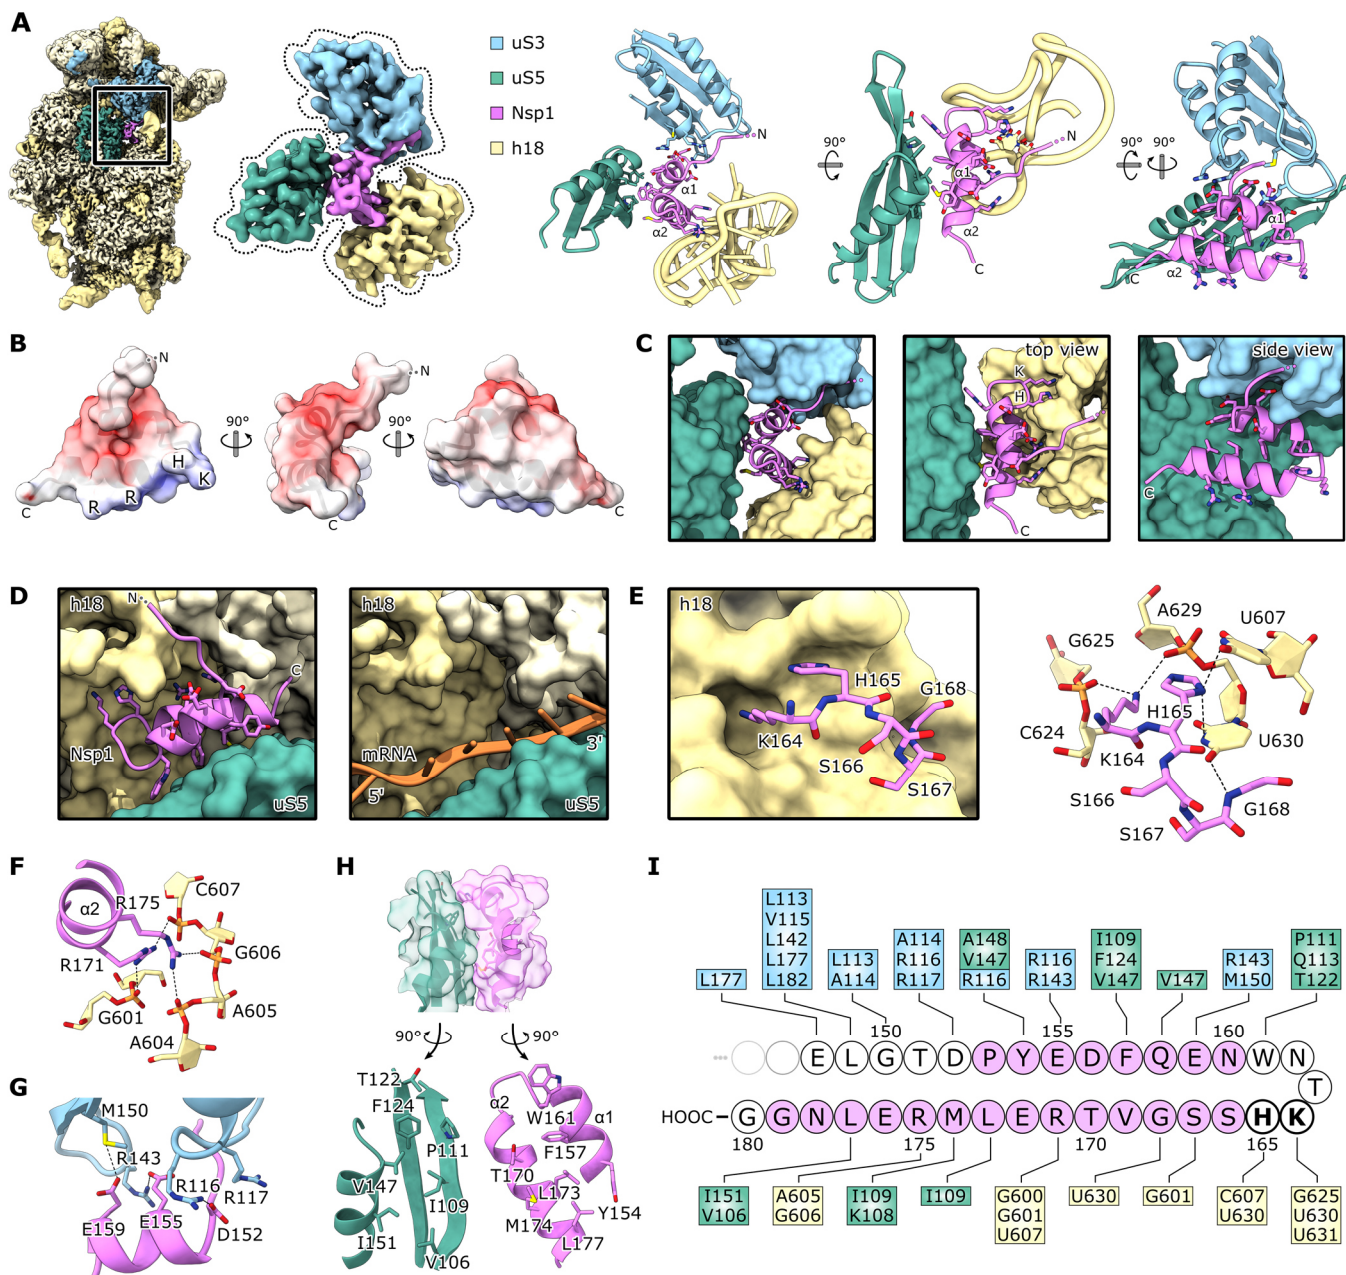 A
uS3
uS5
Nsp1
h18
N
α1
α2
90°
N
α1
α2
C
90°
90°
α1
α2
C
B
N
C
R
R
H
K
90°
N
C
90°
C
C
top view
K
H
C
side view
C
D
h18
N
C
Nsp1
uS5
h18
mRNA
5'
3'
uS5
E
h18
H165
G168
K164
S166
S167
A629
U607
G625
H165
C624
K164
U630
S166
G168
S167
F
α2
R175
C607
R171
G606
G601
A605
A604
G
M150
R143
R116
R117
E159
E155
D152
H
90°
90°
T122
F124
P111
V147
I109
I151
V106
α2
W161
α1
F157
T170
L173
M174
Y154
L177
I
L177
L113
V115
L142
L177
L182
L113
A114
A114
R116
R117
A148
V147
R116
R116
R143
I109
F124
V147
V147
R143
M150
P111
Q113
T122
150
155
160
E L G T D P Y E D F Q E N W N
T
HOOC
G G N L E R M L E R T V G S S H K
180
175
170
165
I151
V106
A605
G606
I109
K108
I109
G600
G601
U607
U630
G601
C607
U630
G625
U630
U631